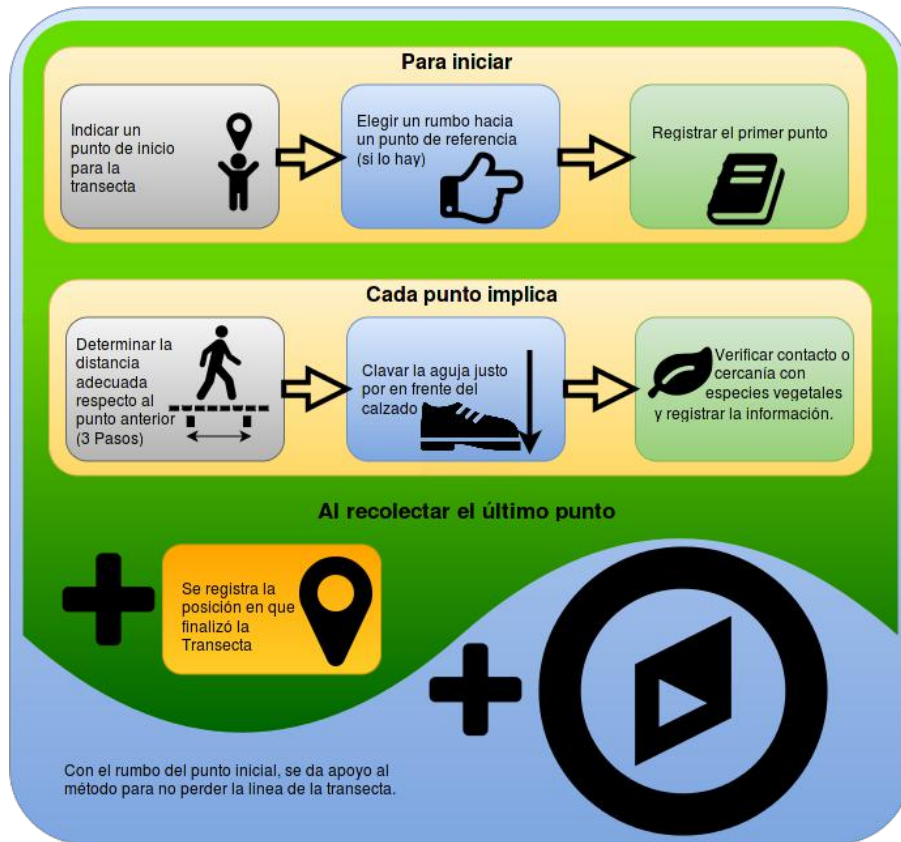 Para iniciar
Indicar un
punto de inicio
para la
transecta
Elegir un rumbo hacia
un punto de referencia
(si lo hay)
Registrar el primer punto
Cada punto implica
Determinar la
distancia
adecuada
respecto al
punto anterior
(3 Pasos)
Clavar la aguja justo
por en frente del
calzado
Verificar contacto o
cercanía con
especies vegetales
y registrar la información.
Al recolectar el último punto
Se registra la
posición en que
finalizó la
Transecta
Con el rumbo del punto inicial, se da apoyo al
método para no perder la linea de la transecta.